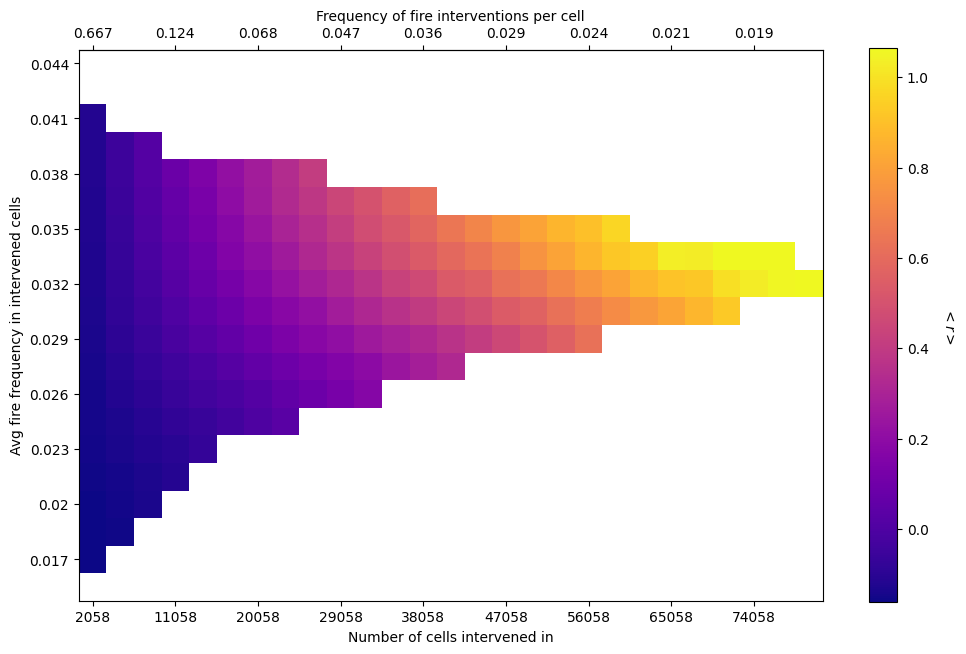 Frequency of fire interventions per cell
0.667 0.124 0.068 0.047 0.036 0.029 0.024 0.021 0.019
Avg fire frequency in intervened cells
0.044
0.041
0.038
0.035
0.032
0.029
0.026
0.023
0.02
0.017
2058 11058 20058 29058 38058 47058 56058 65058 74058
Number of cells intervened in
1.0
0.8
0.6
0.4
0.2
0.0
< r >